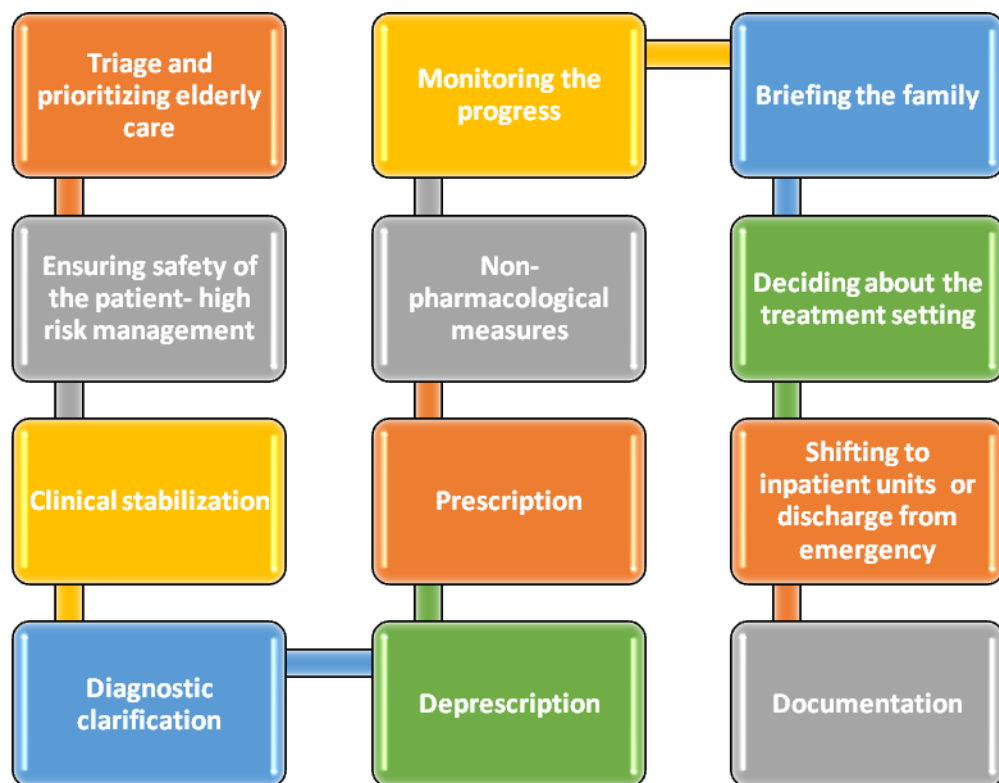 Triage and
prioritizing elderly
care
Ensuring safety of
the patient- high
risk management
Clinical stabilization
Diagnostic
clarification
Deprescription
Prescription
Non-
pharmacological
measures
Monitoring the
progress
Briefing the family
Deciding about the
treatment setting
Shifting to
inpatient units or
discharge from
emergency
Documentation